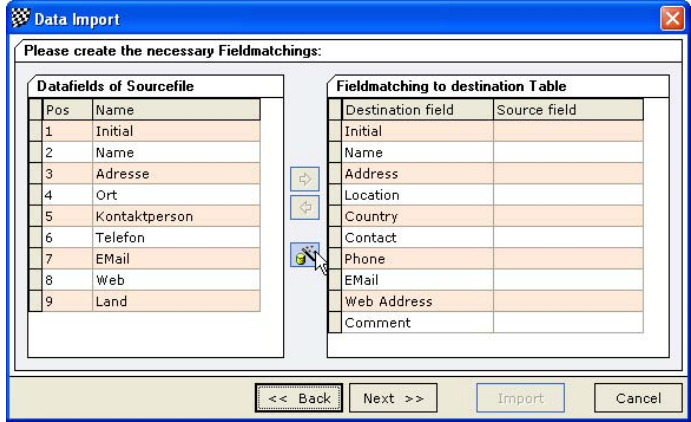 Data Import
Please create the necessary Fieldmatchings:
Datafields of Sourcefile
Pos Name
1 Initial
2 Name
3 Adresse
4 Ort
5 Kontaktperson
6 Telefon
7 EMail
8 Web
9 Land
Fieldmatching to destination Table
Destination field Source field
Initial
Name
Address
Location
Country
Contact
Phone
EMail
Web Address
Comment
<< Back Next >> Import Cancel